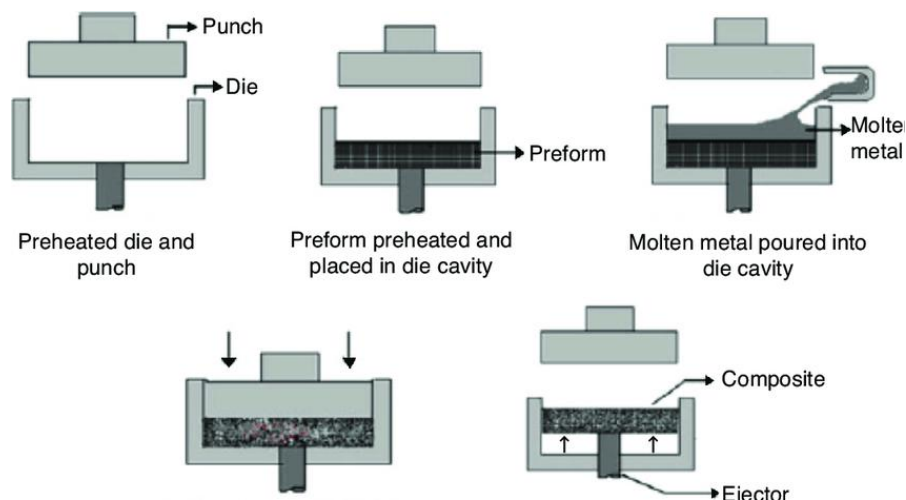 Punch
Die
Preform
Molten
metal
Preheated die and
punch
Preform preheated and
placed in die cavity
Molten metal poured into
die cavity
Composite
Ejector